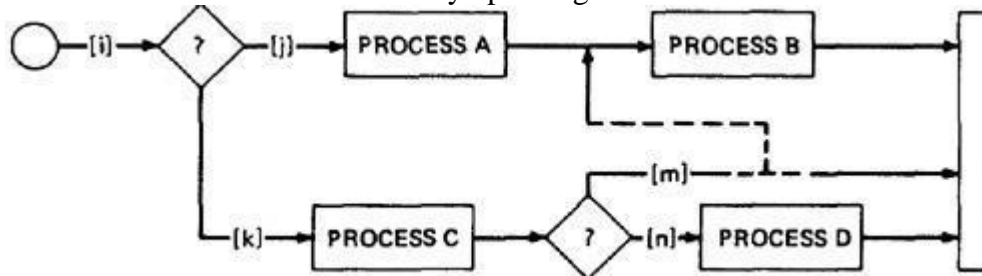 [i] ? [j] PROCESS A PROCESS B
[m]
[k] PROCESS C ? [n] PROCESS D